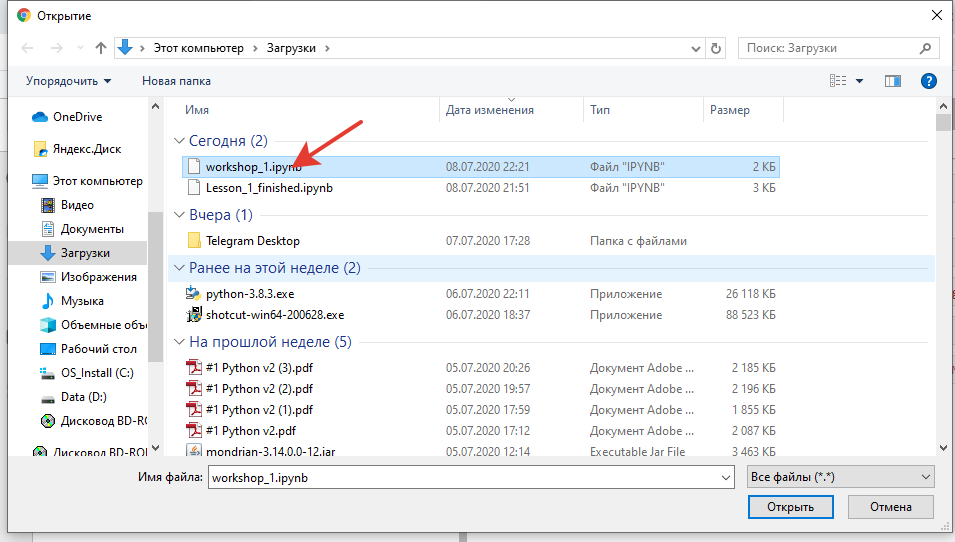 Открытие
Этот компьютер
Загрузки
Поиск: Загрузки
Упорядочить
Новая папка
Имя Дата изменения Тип Размер
OneDrive
Яндекс.Диск
Этот компьютер
Видео
Документы
Загрузки
Изображения
Музыка
Объемные объ
Рабочий стол
OS_Install (C:)
Data (D:)
Дисковод BD-RO
Дисковод BD-ROI
Сегодня (2)
workshop_1.ipynb 08.07.2020 22:21 Файл "IPYNB" 2 КБ
Lesson_1_finished.ipynb 08.07.2020 21:51 Файл "IPYNB" 3 КБ
Вчера (1)
Telegram Desktop 07.07.2020 17:28 Папка с файлами
Ранее на этой неделе (2)
python-3.8.3.exe 06.07.2020 22:11 Приложение 26 118 КБ
shotcut-win64-200628.exe 06.07.2020 18:37 Приложение 88 523 КБ
На прошлой неделе (5)
#1 Python v2 (3).pdf 05.07.2020 20:26 Документ Adobe ... 2 185 КБ
#1 Python v2 (2).pdf 05.07.2020 19:57 Документ Adobe ... 2 196 КБ
#1 Python v2 (1).pdf 05.07.2020 17:59 Документ Adobe ... 1 855 КБ
#1 Python v2.pdf 05.07.2020 17:12 Документ Adobe ... 2 087 КБ
mondrian-3.14.0.0-12.jar 05.07.2020 12:14 Executable Jar File 3 463 КБ
Имя файла: workshop_1.ipynb Все файлы (*.*)
Открыть Отмена